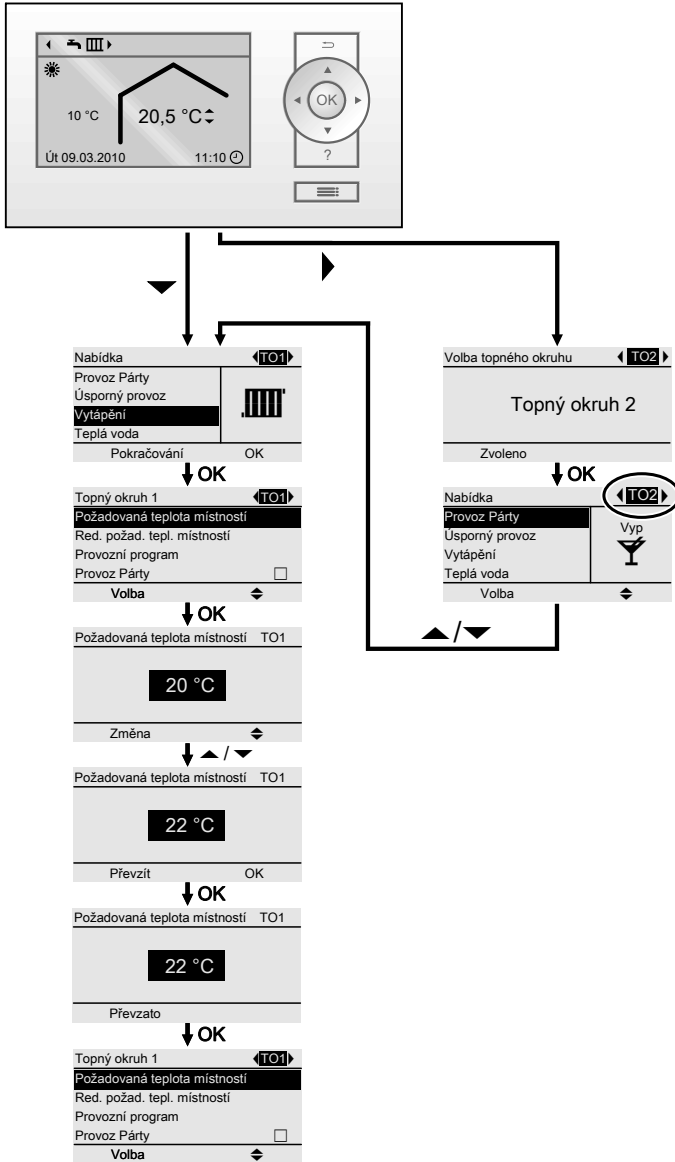 10 °C
20,5 °C
Út 09.03.2010 11:10
OK
?
Nabídka TO1
Provoz Párty
Úsporný provoz
Vytápění
Teplá voda
Pokračování OK
OK
Topný okruh 1 TO1
Požadovaná teplota místností
Red. požad. tepl. místností
Provozní program
Provoz Párty
Volba
OK
Požadovaná teplota místností TO1
20 °C
Změna
/
Požadovaná teplota místností TO1
22 °C
Převzít OK
OK
Požadovaná teplota místností TO1
22 °C
Převzato
OK
Topný okruh 1 TO1
Požadovaná teplota místností
Red. požad. tepl. místností
Provozní program
Provoz Párty
Volba
Volba topného okruhu TO2
Topný okruh 2
Zvoleno
OK
Nabídka TO2
Provoz Párty
Vyp
Úsporný provoz
Vytápění
Teplá voda
Volba
/